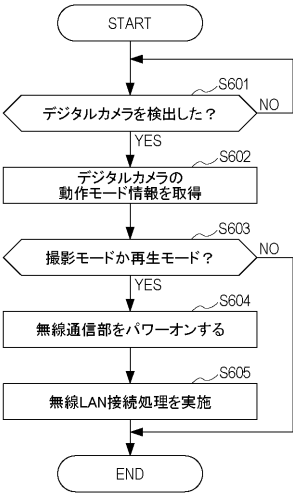 START
S601
デジタルカメラを検出した？
NO
YES
S602
デジタルカメラの
動作モード情報を取得
S603
撮影モードか再生モード？
NO
YES
S604
無線通信部をパワーオンする
S605
無線LAN接続処理を実施
END